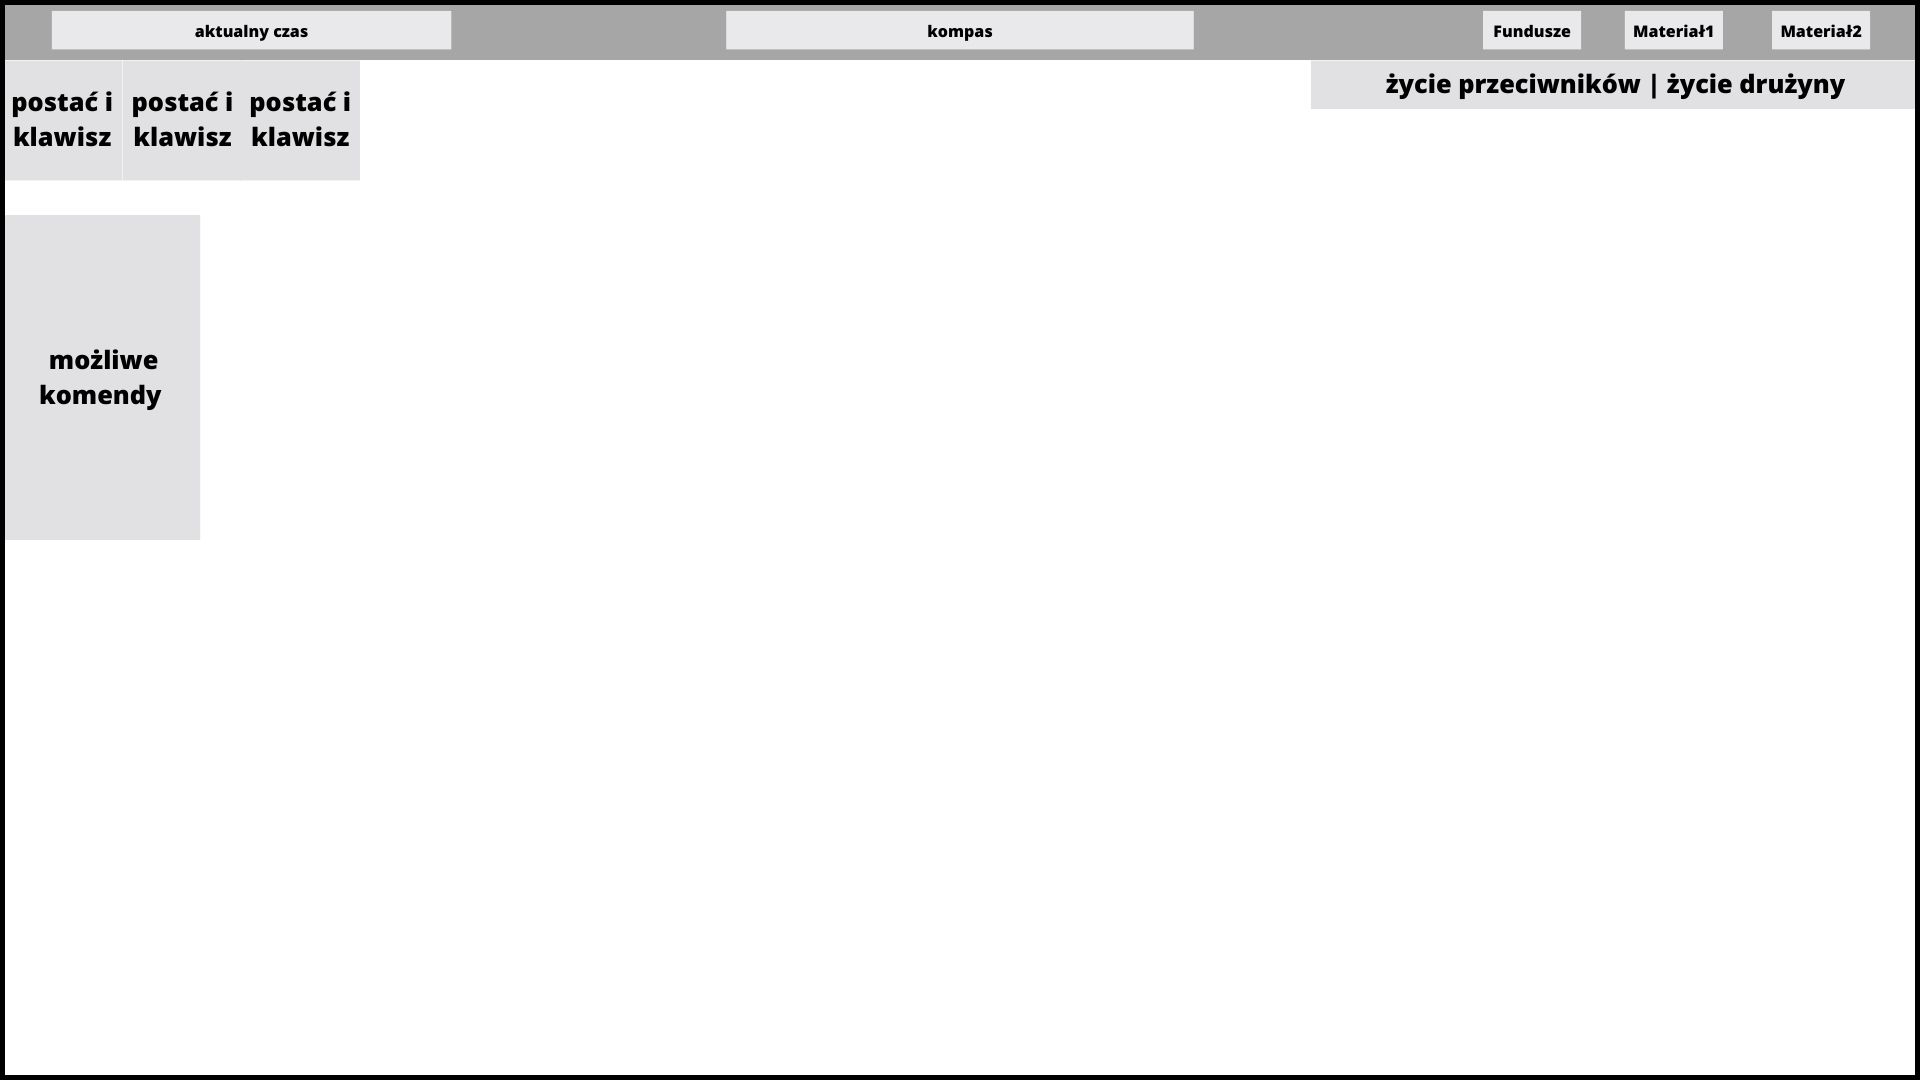 aktualny czas
kompas
Fundusze
Materiał1
Materiał2
postać i
klawisz
postać i
klawisz
postać i
klawisz
życie przeciwników | życie drużyny
możliwe
komendy